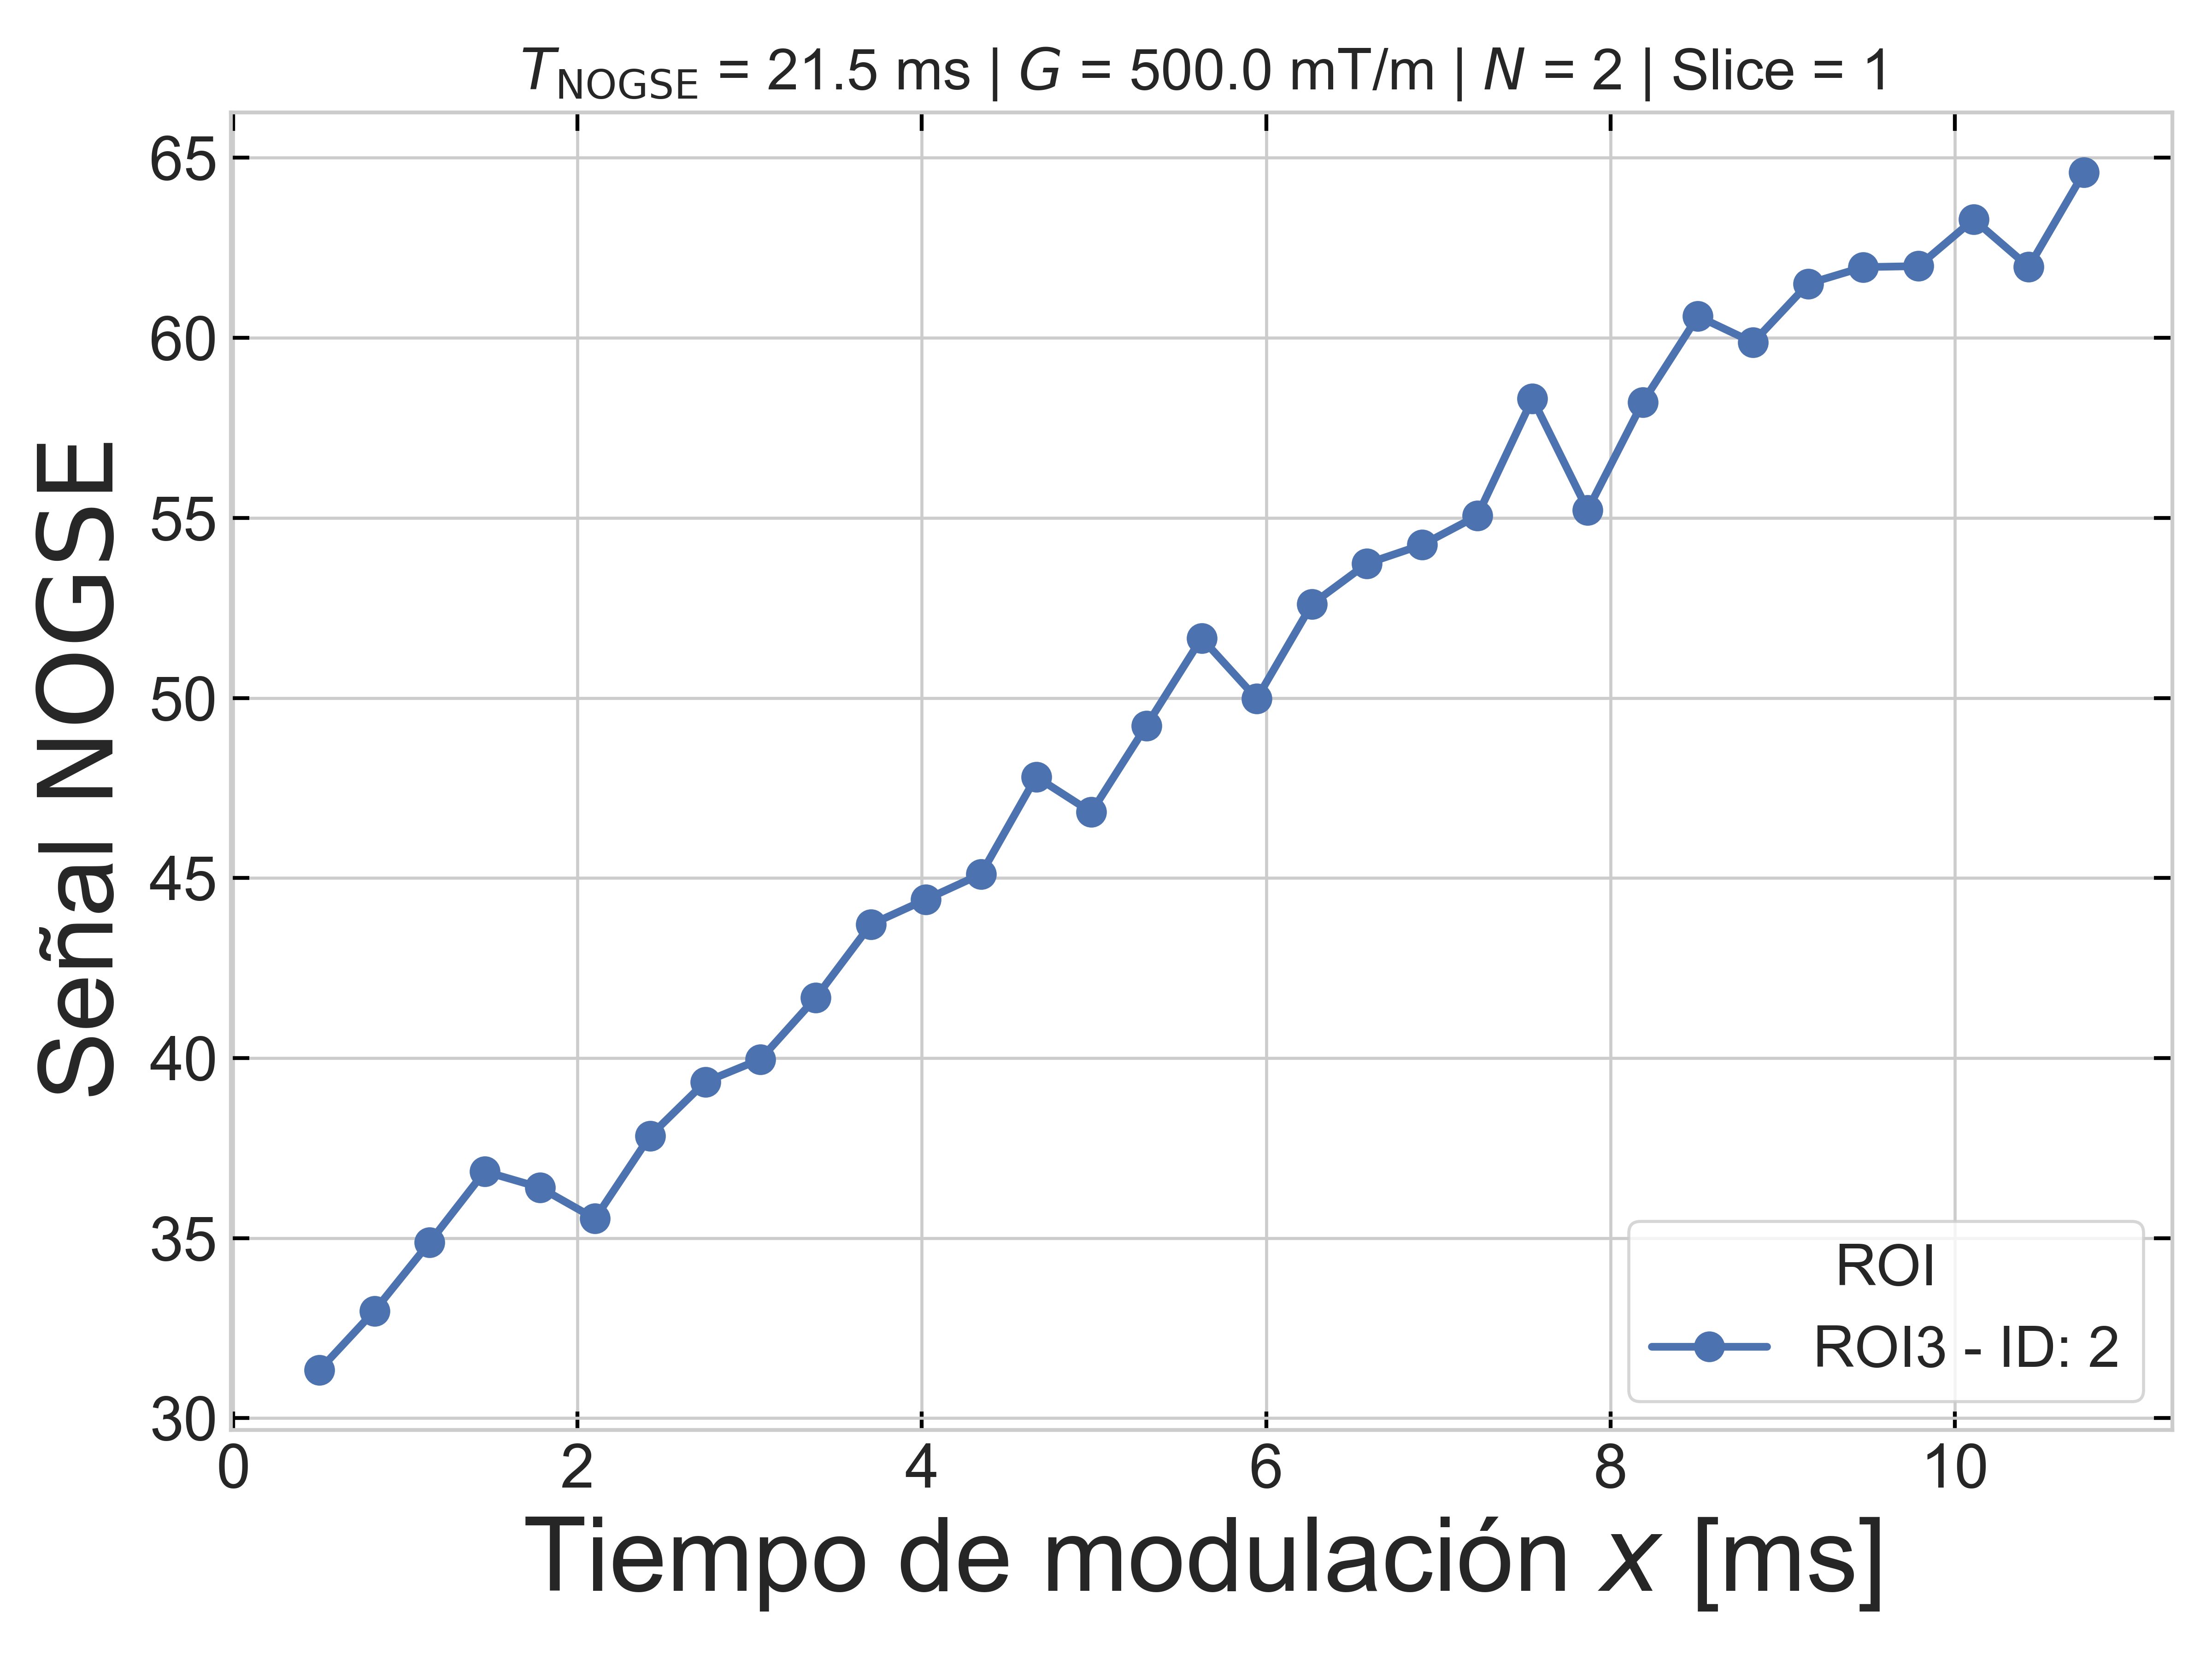 T_NOGSE = 21.5 ms | G = 500.0 mT/m | N = 2 | Slice = 1
Señal NOGSE
65
60
55
50
45
40
35
30
0 2 4 6 8 10
Tiempo de modulación x [ms]
ROI
ROI3 - ID: 2